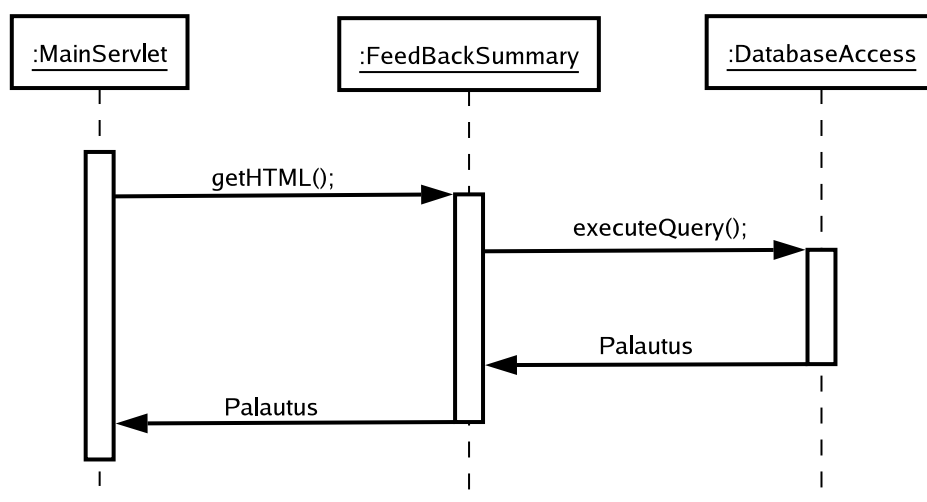 :MainServlet
:FeedBackSummary
:DatabaseAccess
getHTML();
executeQuery();
Palautus
Palautus